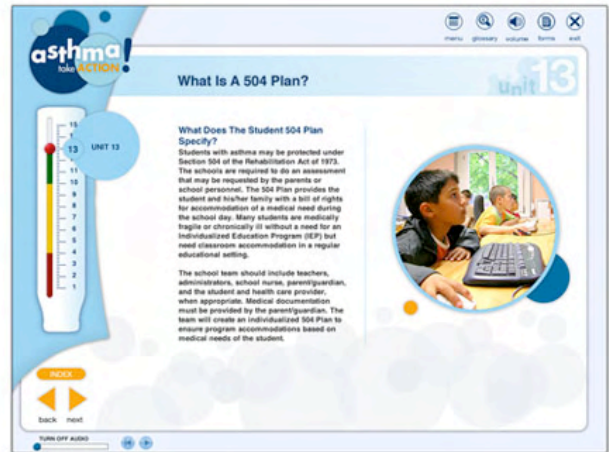 menu glossary volume forms exit
asthma!
take ACTION
What Is A 504 Plan?
unit 13
15
13 UNIT 13
11
10
9
8
7
6
5
4
3
2
1
What Does The Student 504 Plan
Specify?
Students with asthma may be protected under
Section 504 of the Rehabilitation Act of 1973.
The schools are required to do an assessment
that may be requested by the parents or
school personnel. The 504 Plan provides the
student and his/her family with a bill of rights
for accommodation of a medical need during
the school day. Many students are medically
fragile or chronically ill without a need for an
Individualized Education Program (IEP) but
need classroom accommodation in a regular
educational setting.
The school team should include teachers,
administrators, school nurse, parent/guardian,
and the student and health care provider,
when appropriate. Medical documentation
must be provided by the parent/guardian. The
team will create an individualized 504 Plan to
ensure program accommodations based on
medical needs of the student.
INDEX
back next
TURN OFF AUDIO